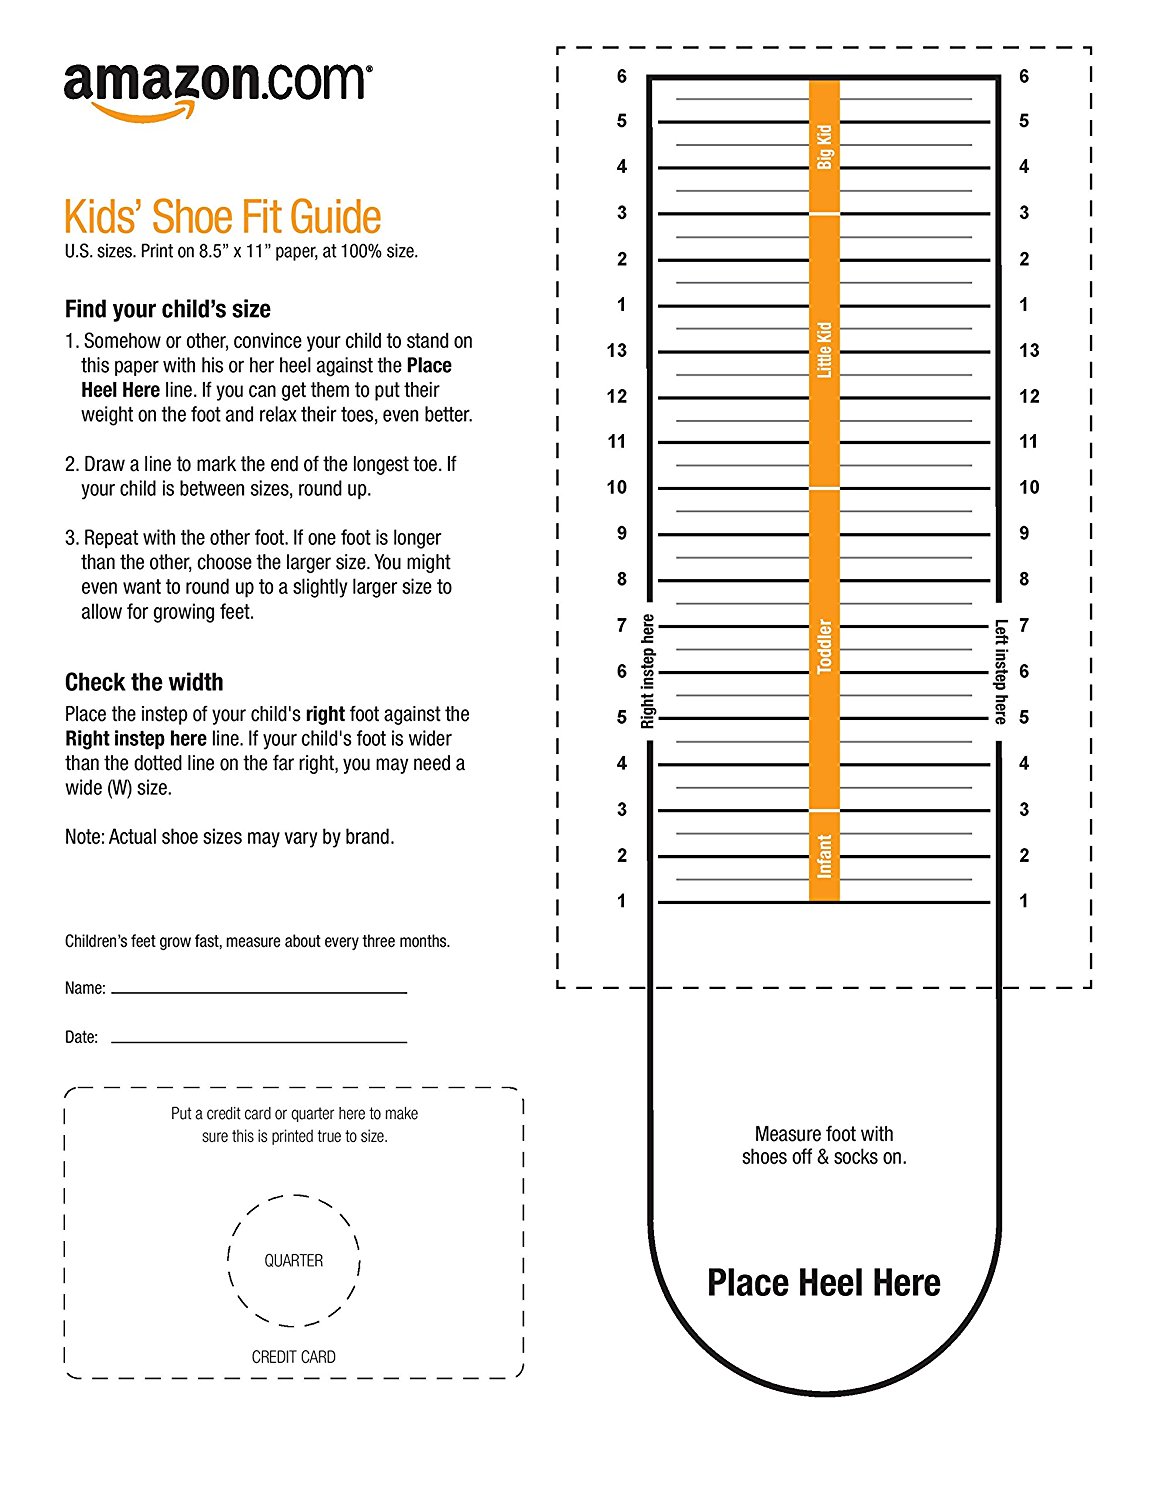 amazon.com®
Kids' Shoe Fit Guide
U.S. sizes. Print on 8.5” x 11” paper, at 100% size.
Find your child’s size
1. Somehow or other, convince your child to stand on
this paper with his or her heel against the Place
Heel Here line. If you can get them to put their
weight on the foot and relax their toes, even better.
2. Draw a line to mark the end of the longest toe. If
your child is between sizes, round up.
3. Repeat with the other foot. If one foot is longer
than the other, choose the larger size. You might
even want to round up to a slightly larger size to
allow for growing feet.
Check the width
Place the instep of your child's right foot against the
Right instep here line. If your child's foot is wider
than the dotted line on the far right, you may need a
wide (W) size.
Note: Actual shoe sizes may vary by brand.
Children’s feet grow fast, measure about every three months.
Name:
Date:
Put a credit card or quarter here to make
sure this is printed true to size.
QUARTER
CREDIT CARD
6 6
5 5
4 4
3 3
2 2
1 1
13 13
12 12
11 11
10 10
9 9
8 8
7 7
6 6
5 5
4 4
3 3
2 2
1 1
Big Kid
Little Kid
Toddler
Infant
Right instep here
Left instep here
Measure foot with
shoes off & socks on.
Place Heel Here